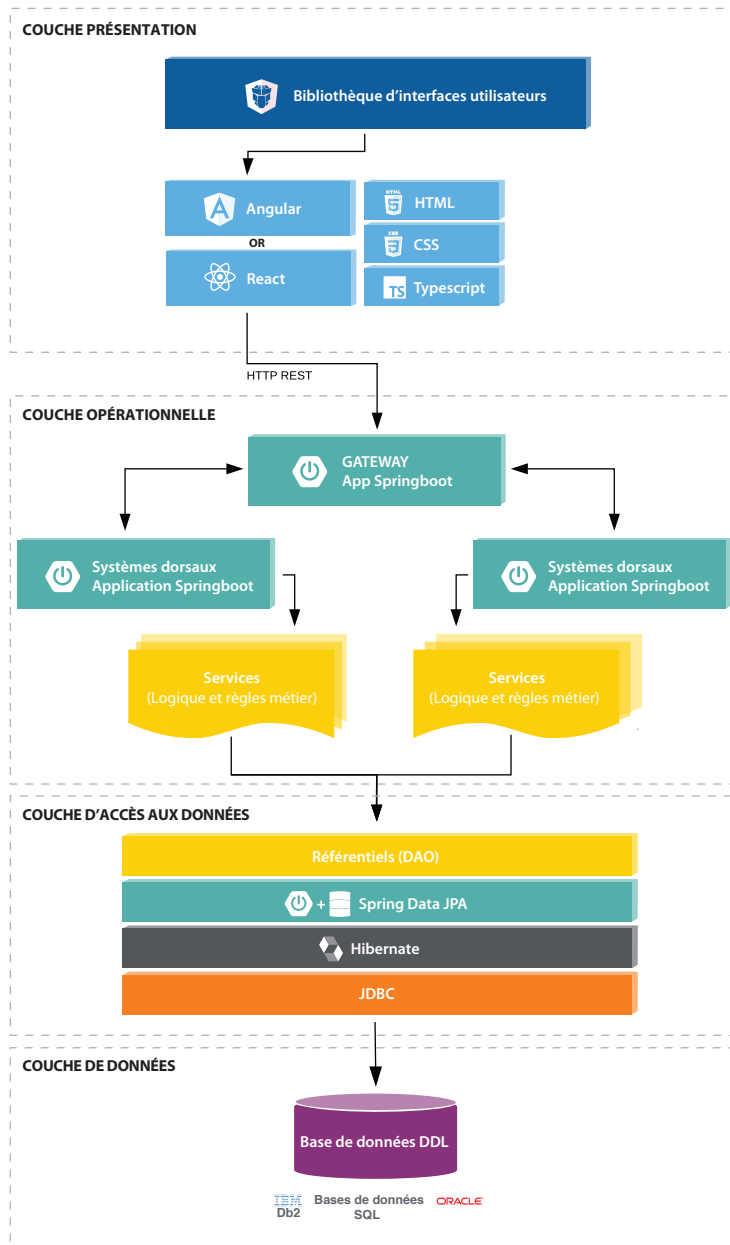 COUCHE PRÉSENTATION
Bibliothèque d'interfaces utilisateurs
Angular
OR
React
HTML
HTML
5
CSS
TS
Typescript
HTTP REST
COUCHE OPÉRATIONNELLE
GATEWAY
App Springboot
Systèmes dorsaux
Application Springboot
Systèmes dorsaux
Application Springboot
Services
(Logique et règles métier)
Services
(Logique et règles métier)
COUCHE D'ACCÈS AUX DONNÉES
Référentiels (DAO)
+
Spring Data JPA
Hibernate
JDBC
COUCHE DE DONNÉES
Base de données DDL
IBM
Db2
Bases de données
SQL
ORACLE